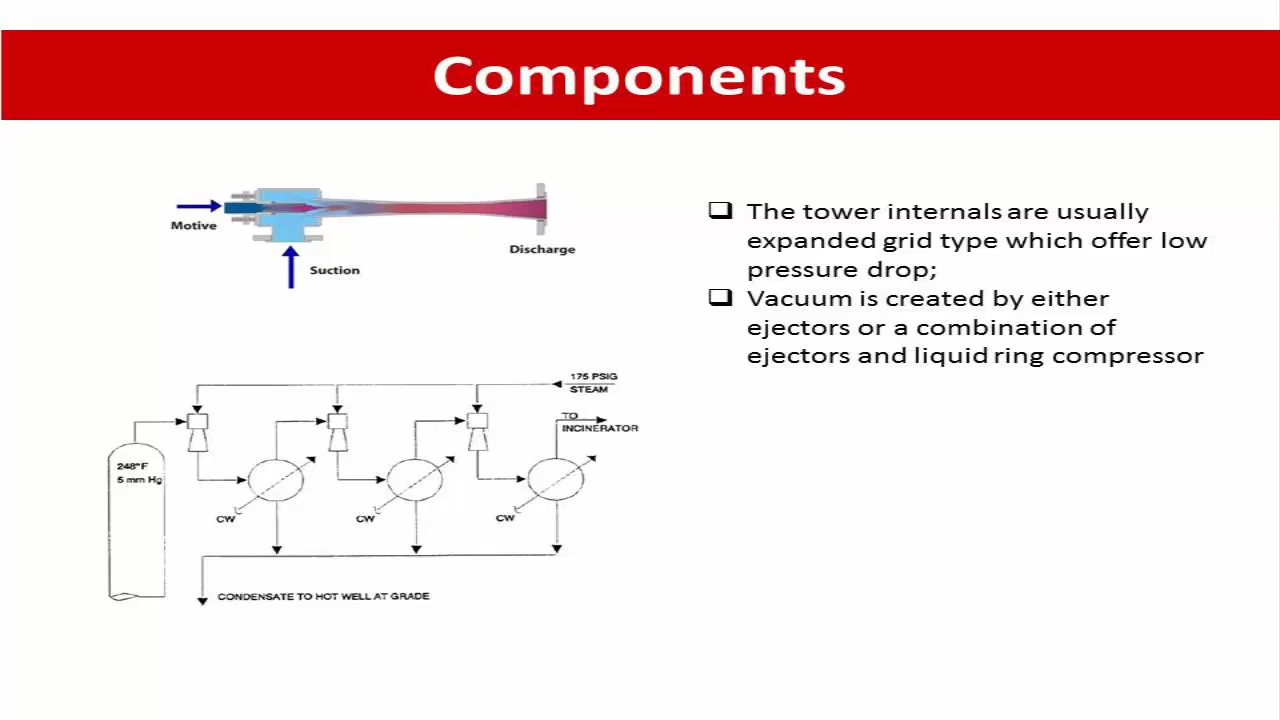 Components
Motive
Suction
Discharge
❑ The tower internals are usually
expanded grid type which offer low
pressure drop;
❑ Vacuum is created by either
ejectors or a combination of
ejectors and liquid ring compressor
175 PSIG
STEAM
TO
INCINERATOR
248°F
5 mm Hg
CW
CW
CW
CONDENSATE TO HOT WELL AT GRADE